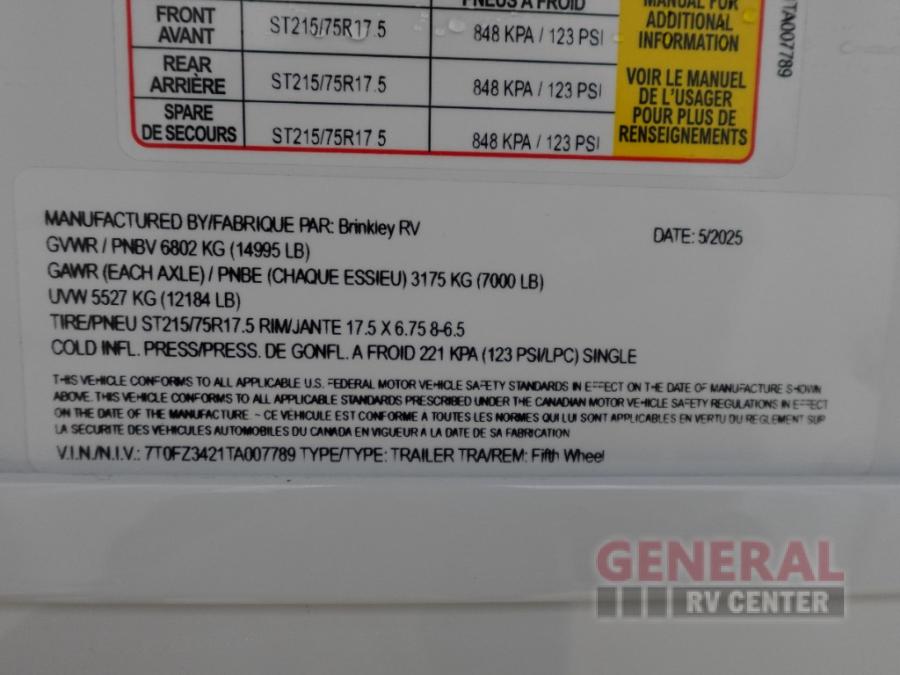 PNEUS A FROID
MANUAL FOR
ADDITIONAL
INFORMATION
FRONT
AVANT
ST215/75R17.5
848 KPA / 123 PSI
REAR
ARRIÈRE
ST215/75R17.5
848 KPA / 123 PSI
SPARE
DE SECOURS
ST215/75R17.5
848 KPA / 123 PSI
VOIR LE MANUEL
DE L'USAGER
POUR PLUS DE
RENSEIGNEMENTS
TA007789
MANUFACTURED BY/FABRIQUE PAR: Brinkley RV
DATE: 5/2025
GVWR / PNBV 6802 KG (14995 LB)
GAWR (EACH AXLE) / PNBE (CHAQUE ESSIEU) 3175 KG (7000 LB)
UVW 5527 KG (12184 LB)
TIRE/PNEU ST215/75R17.5 RIM/JANTE 17.5 X 6.75 8-6.5
COLD INFL. PRESS/PRESS. DE GONFL. A FROID 221 KPA (123 PSI/LPC) SINGLE
THIS VEHICLE CONFORMS TO ALL APPLICABLE U.S. FEDERAL MOTOR VEHICLE SAFETY STANDARDS IN EFFECT ON THE DATE OF MANUFACTURE SHOWN
ABOVE. THIS VEHICLE CONFORMS TO ALL APPLICABLE STANDARDS PRESCRIBED UNDER THE CANADIAN MOTOR VEHICLE SAFETY REGULATIONS IN EFFECT
ON THE DATE OF THE MANUFACTURE ~ CE VEHICULE EST CONFORME A TOUTES LES NORMES QUI LUI SONT APPLICABLES EN VERTU DU REGLEMENT SUR
LA SECURITE DES VEHICULES AUTOMOBILES DU CANADA EN VIGUEUR A LA DATE DE SA FABRICATION
V.I.N./N.I.V.: 7T0FZ3421TA007789 TYPE/TYPE: TRAILER TRA/REM: Fifth Wheel
GENERAL
RV CENTER